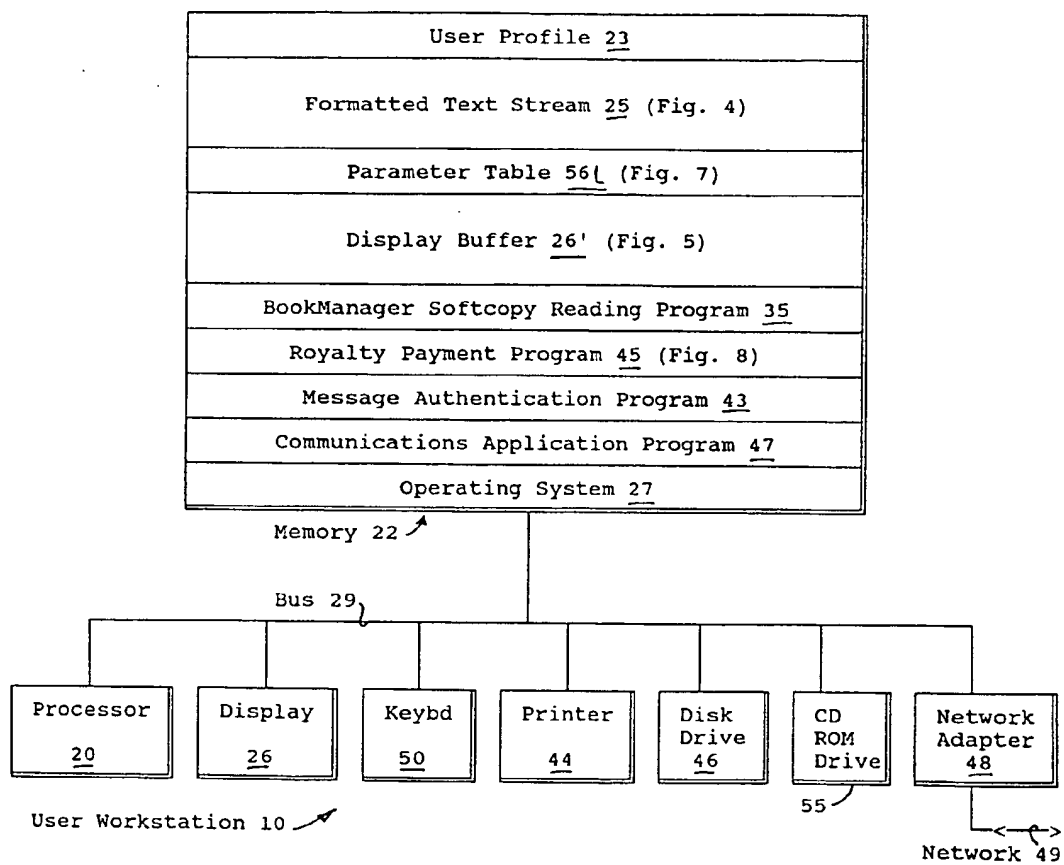 User Profile 23
Formatted Text Stream 25 (Fig. 4)
Parameter Table 56L (Fig. 7)
Display Buffer 26' (Fig. 5)
BookManager Softcopy Reading Program 35
Royalty Payment Program 45 (Fig. 8)
Message Authentication Program 43
Communications Application Program 47
Operating System 27
Memory 22
Bus 29
Processor
20
Display
26
Keybd
50
Printer
44
Disk
Drive
46
CD
ROM
Drive
55
Network
Adapter
48
User Workstation 10
Network 49